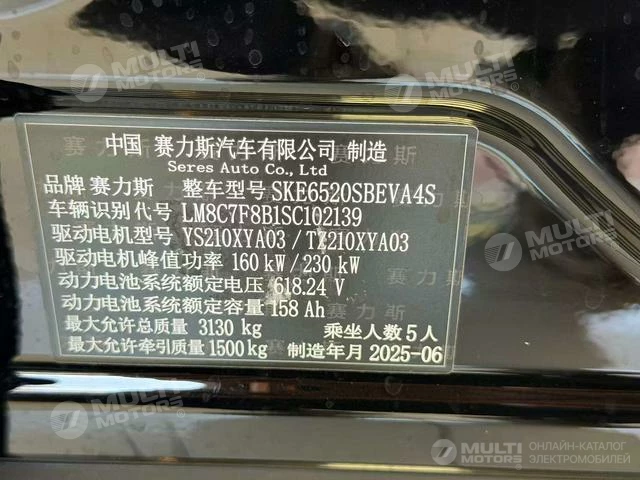 MULTI MOTORS
MULTI MOTORS
中国 赛力斯汽车有限公司 制造
Seres Auto Co., Ltd
品牌 赛力斯 整车型号 SKE6520SBEVA4S
车辆识别代号 LM8C7F8B1SC102139
驱动电机型号 YS210XYA03 / TZ210XYA03
驱动电机峰值功率 160 kW / 230 kW
动力电池系统额定电压 618.24 V
动力电池系统额定容量 158 Ah
最大允许总质量 3130 kg 乘坐人数 5 人
最大允许牵引质量 1500 kg 制造年月 2025-06
MULTI MOTORS
MULTI MOTORS
ОНЛАЙН-КАТАЛОГ
ЭЛЕКТРОМОБИЛЕЙ